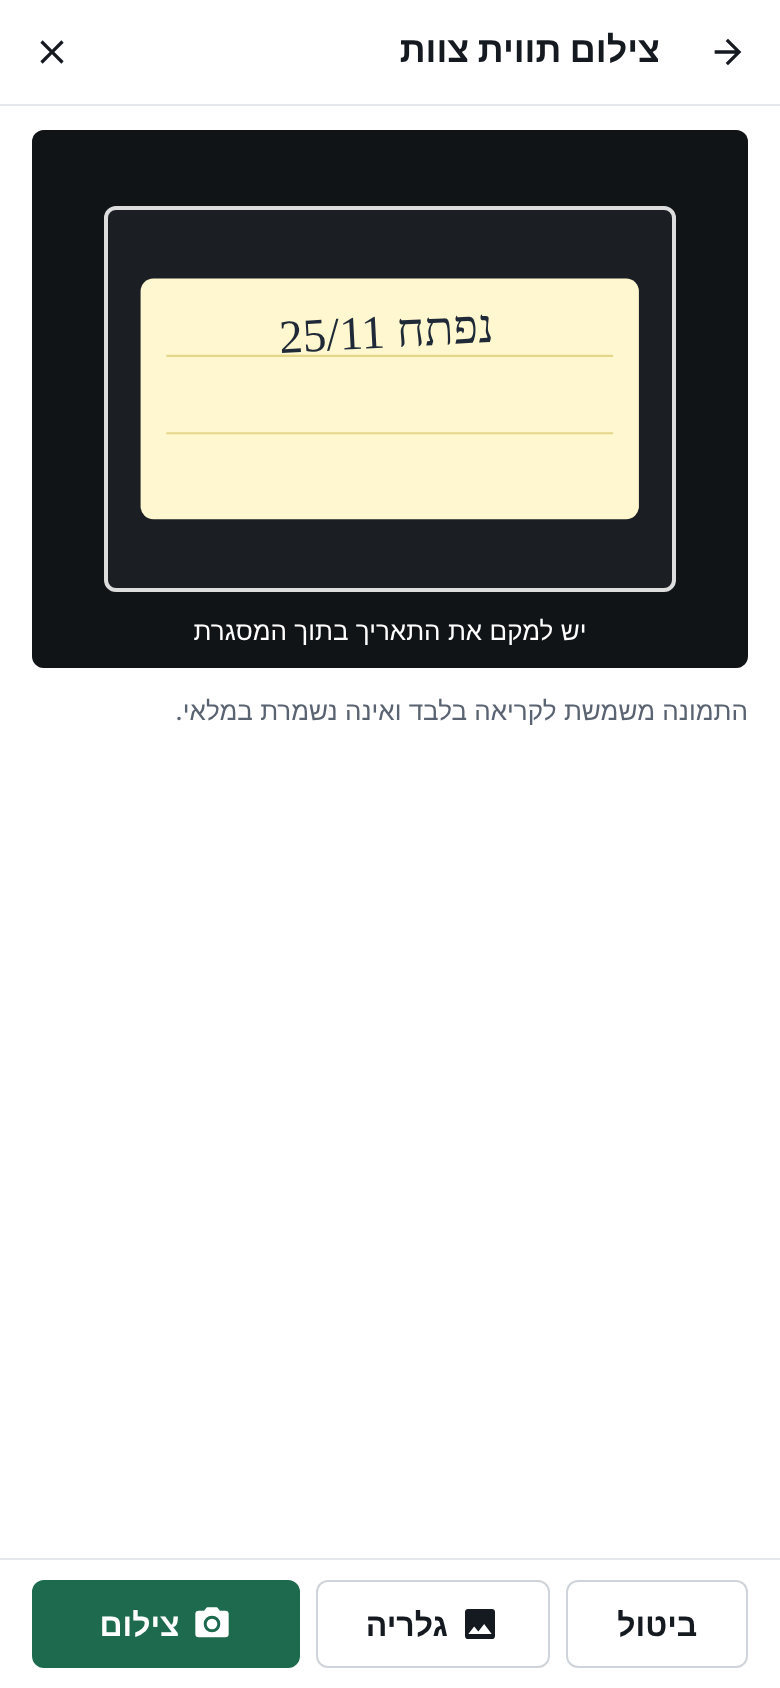 צילום תווית צוות
נפתח 25/11
יש למקם את התאריך בתוך המסגרת
התמונה משמשת לקריאה בלבד ואינה נשמרת במלאי.
ביטול
גלריה
צילום